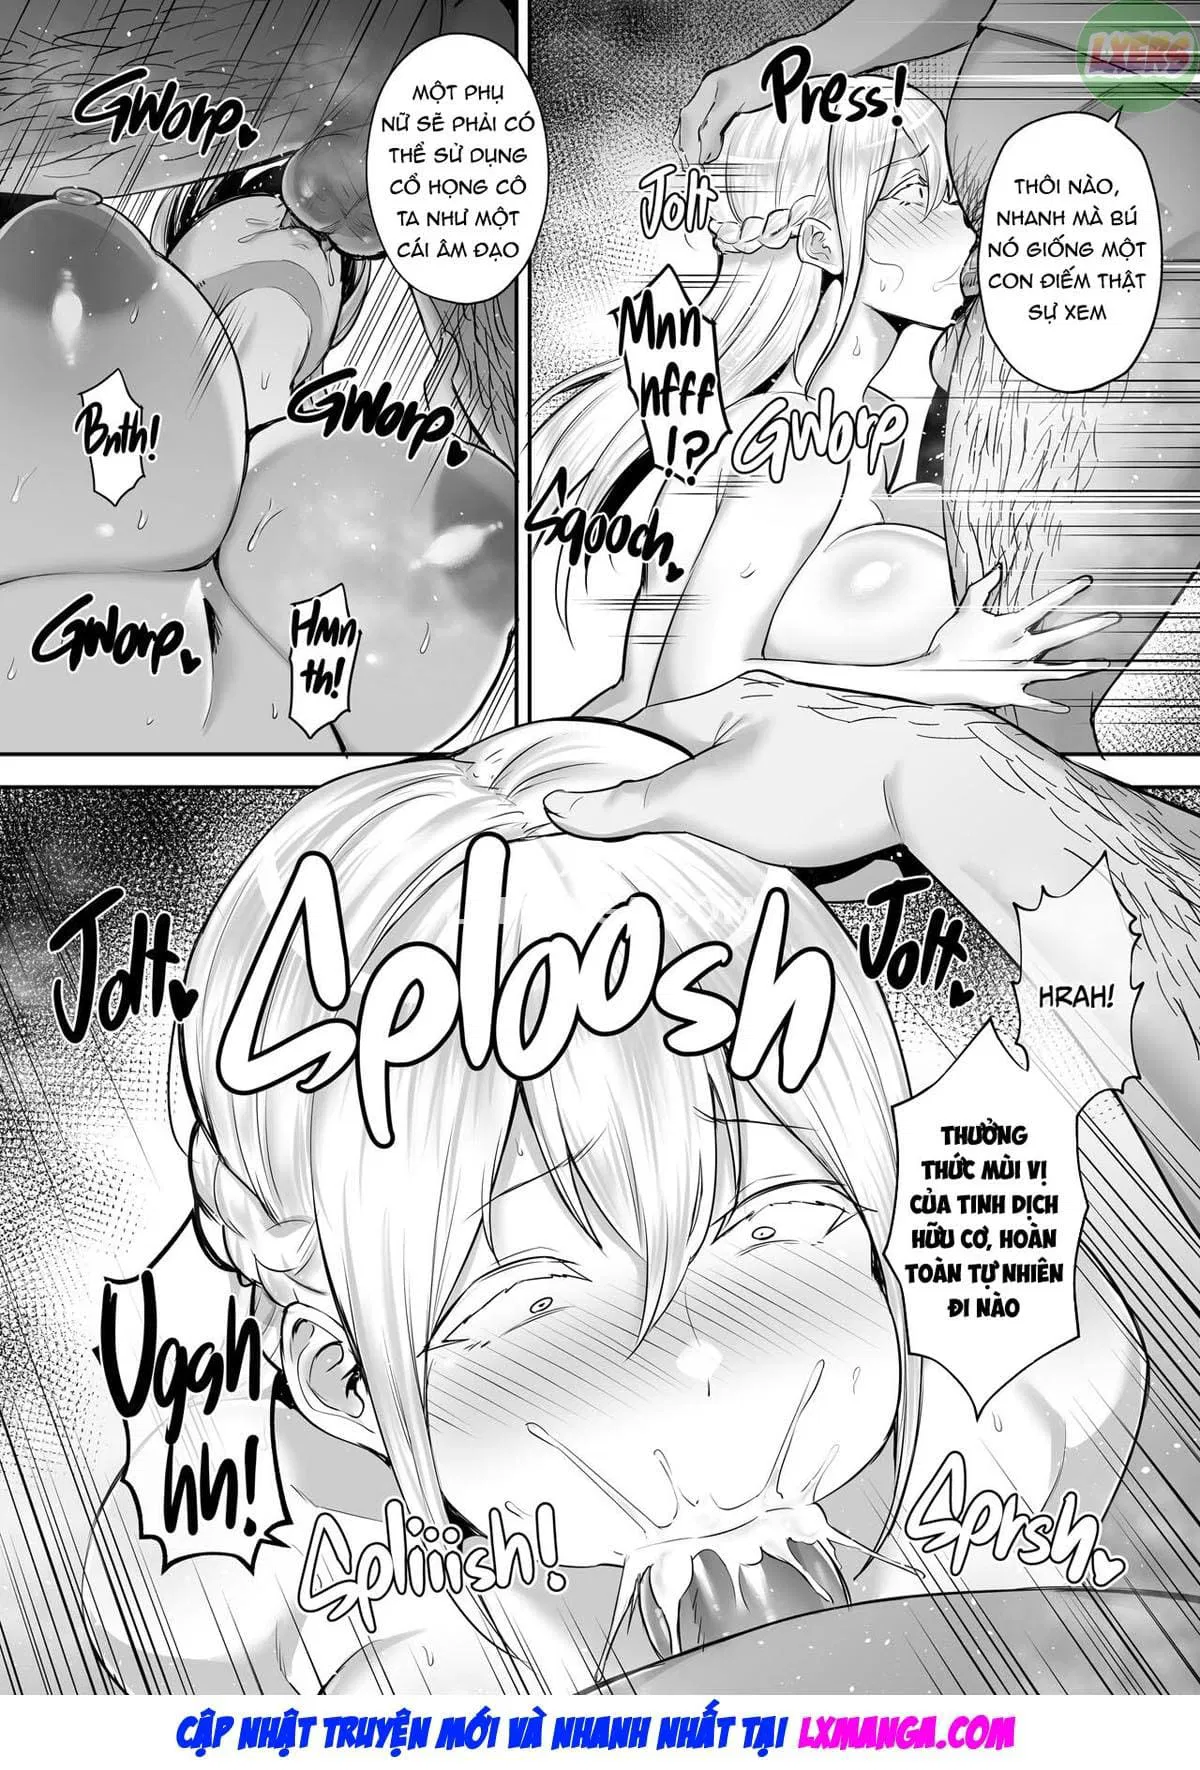 LXERS
Press!
THÔI NÀO,
NHANH MÀ BÚ
NÓ GIỐNG MỘT
CON ĐIẾM THẬT
SỰ XEM
Jolt
Mnn
nfff
!?
GWorp
Sqooch
MỘT PHỤ
NỮ SẼ PHẢI CÓ
THỂ SỬ DỤNG
CỔ HỌNG CÔ
TA NHƯ MỘT
CÁI ÂM ĐẠO
GWorp
Bnth!
GWorp
GWorp
Hmn
th!
Jolt
Sploosh
Jolt
HRAH!
THƯỞNG
THỨC MÙI VỊ
CỦA TINH DỊCH
HỮU CƠ, HOÀN
TOÀN TỰ NHIÊN
ĐI NÀO
Uggh
hh!
Spliiish!
Sprsh
CẬP NHẬT TRUYỆN MỚI VÀ NHANH NHẤT TẠI LXMANGA.COM